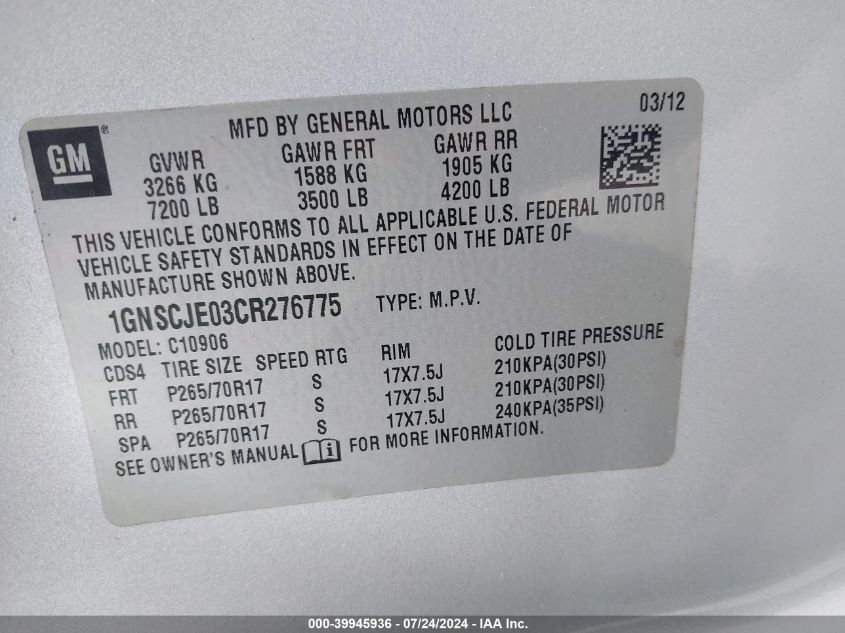 GM®
MFD BY GENERAL MOTORS LLC 03/12
GVWR GAWR FRT GAWR RR
3266 KG 1588 KG 1905 KG
7200 LB 3500 LB 4200 LB
THIS VEHICLE CONFORMS TO ALL APPLICABLE U.S. FEDERAL MOTOR
VEHICLE SAFETY STANDARDS IN EFFECT ON THE DATE OF
MANUFACTURE SHOWN ABOVE.
1GNSCJE03CR276775 TYPE: M.P.V.
MODEL: C10906
CDS4 TIRE SIZE SPEED RTG RIM COLD TIRE PRESSURE
FRT P265/70R17 S 17X7.5J 210KPA(30PSI)
RR P265/70R17 S 17X7.5J 210KPA(30PSI)
SPA P265/70R17 S 17X7.5J 240KPA(35PSI)
SEE OWNER'S MANUAL i FOR MORE INFORMATION.
000-39945936 - 07/24/2024 - IAA Inc.